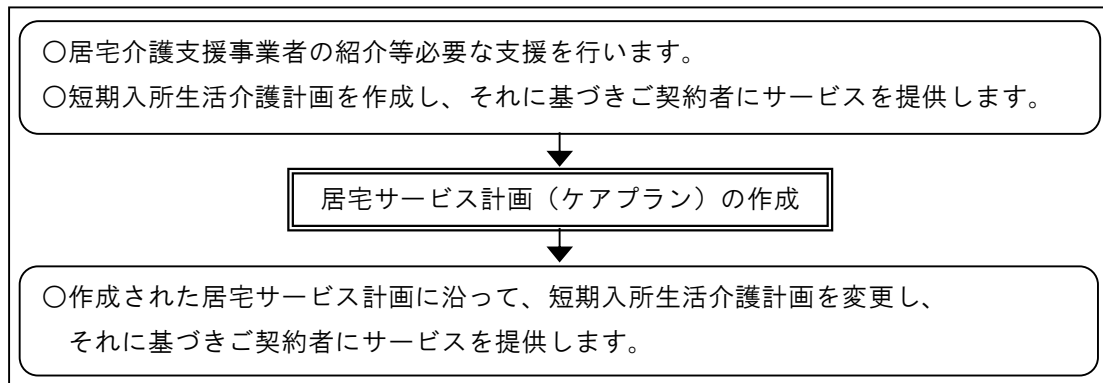 〇居宅介護支援事業者の紹介等必要な支援を行います。
〇短期入所生活介護計画を作成し、それに基づきご契約者にサービスを提供します。
居宅サービス計画（ケアプラン）の作成
〇作成された居宅サービス計画に沿って、短期入所生活介護計画を変更し、
それに基づきご契約者にサービスを提供します。